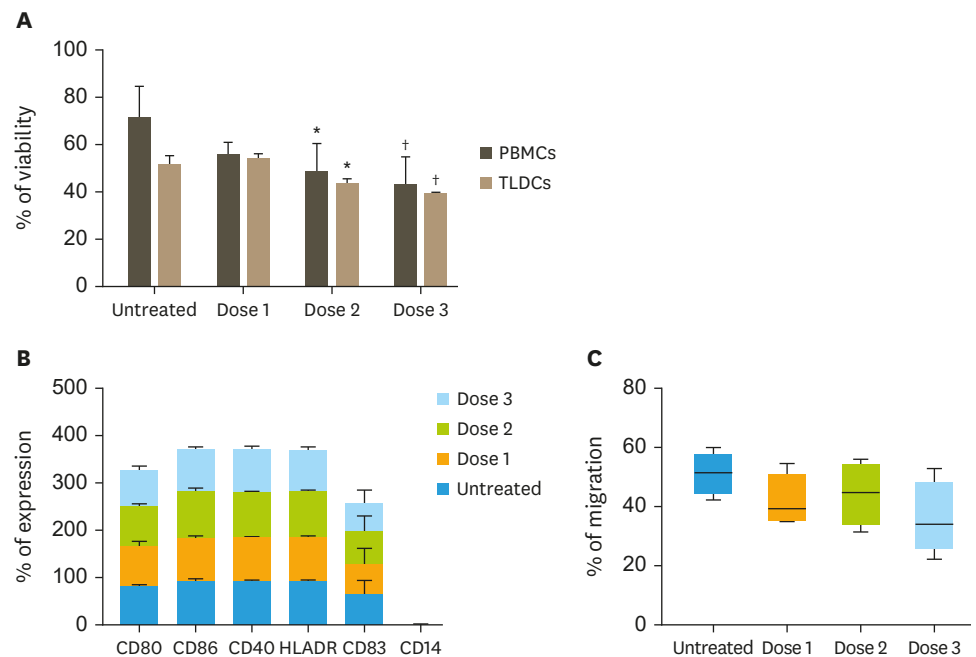 A
100
80
60
40
20
0
% of viability
* * † †
PBMCs
TLDCs
Untreated Dose 1 Dose 2 Dose 3
B
500
400
300
200
100
0
% of expression
Dose 3
Dose 2
Dose 1
Untreated
CD80 CD86 CD40 HLADR CD83 CD14
C
80
60
40
20
0
% of migration
Untreated Dose 1 Dose 2 Dose 3